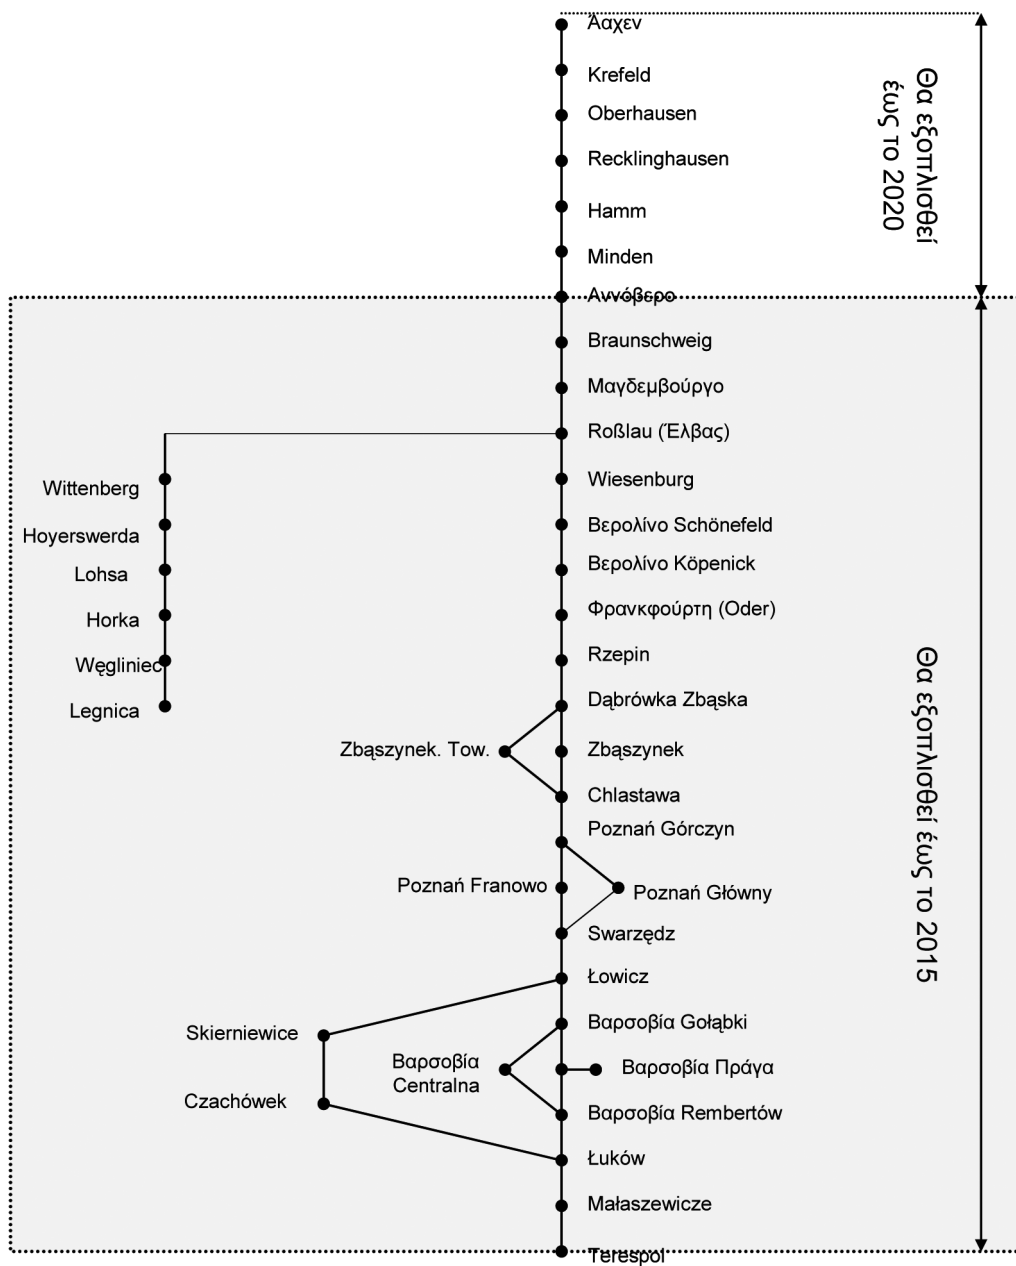 Άαχεν
Krefeld
Oberhausen
Recklinghausen
Hamm
Minden
Θα εξοπλισθεί
έως το 2020
Αννόβερο
Braunschweig
Μαγδεμβούργο
Roßlau (Έλβας)
Wiesenburg
Βερολίνο Schönefeld
Βερολίνο Köpenick
Φρανκφούρτη (Oder)
Rzepin
Dąbrówka Zbąska
Zbąszynek
Chlastawa
Poznań Górczyn
Poznań Główny
Swarzędz
Łowicz
Βαρσοβία Gołąbki
Βαρσοβία Πράγα
Βαρσοβία Rembertów
Łuków
Małaszewicze
Terespol
Wittenberg
Hoyerswerda
Lohsa
Horka
Węgliniec
Legnica
Zbąszynek. Tow.
Poznań Franowo
Skierniewice
Βαρσοβία
Centralna
Czachówek
Θα εξοπλισθεί έως το 2015